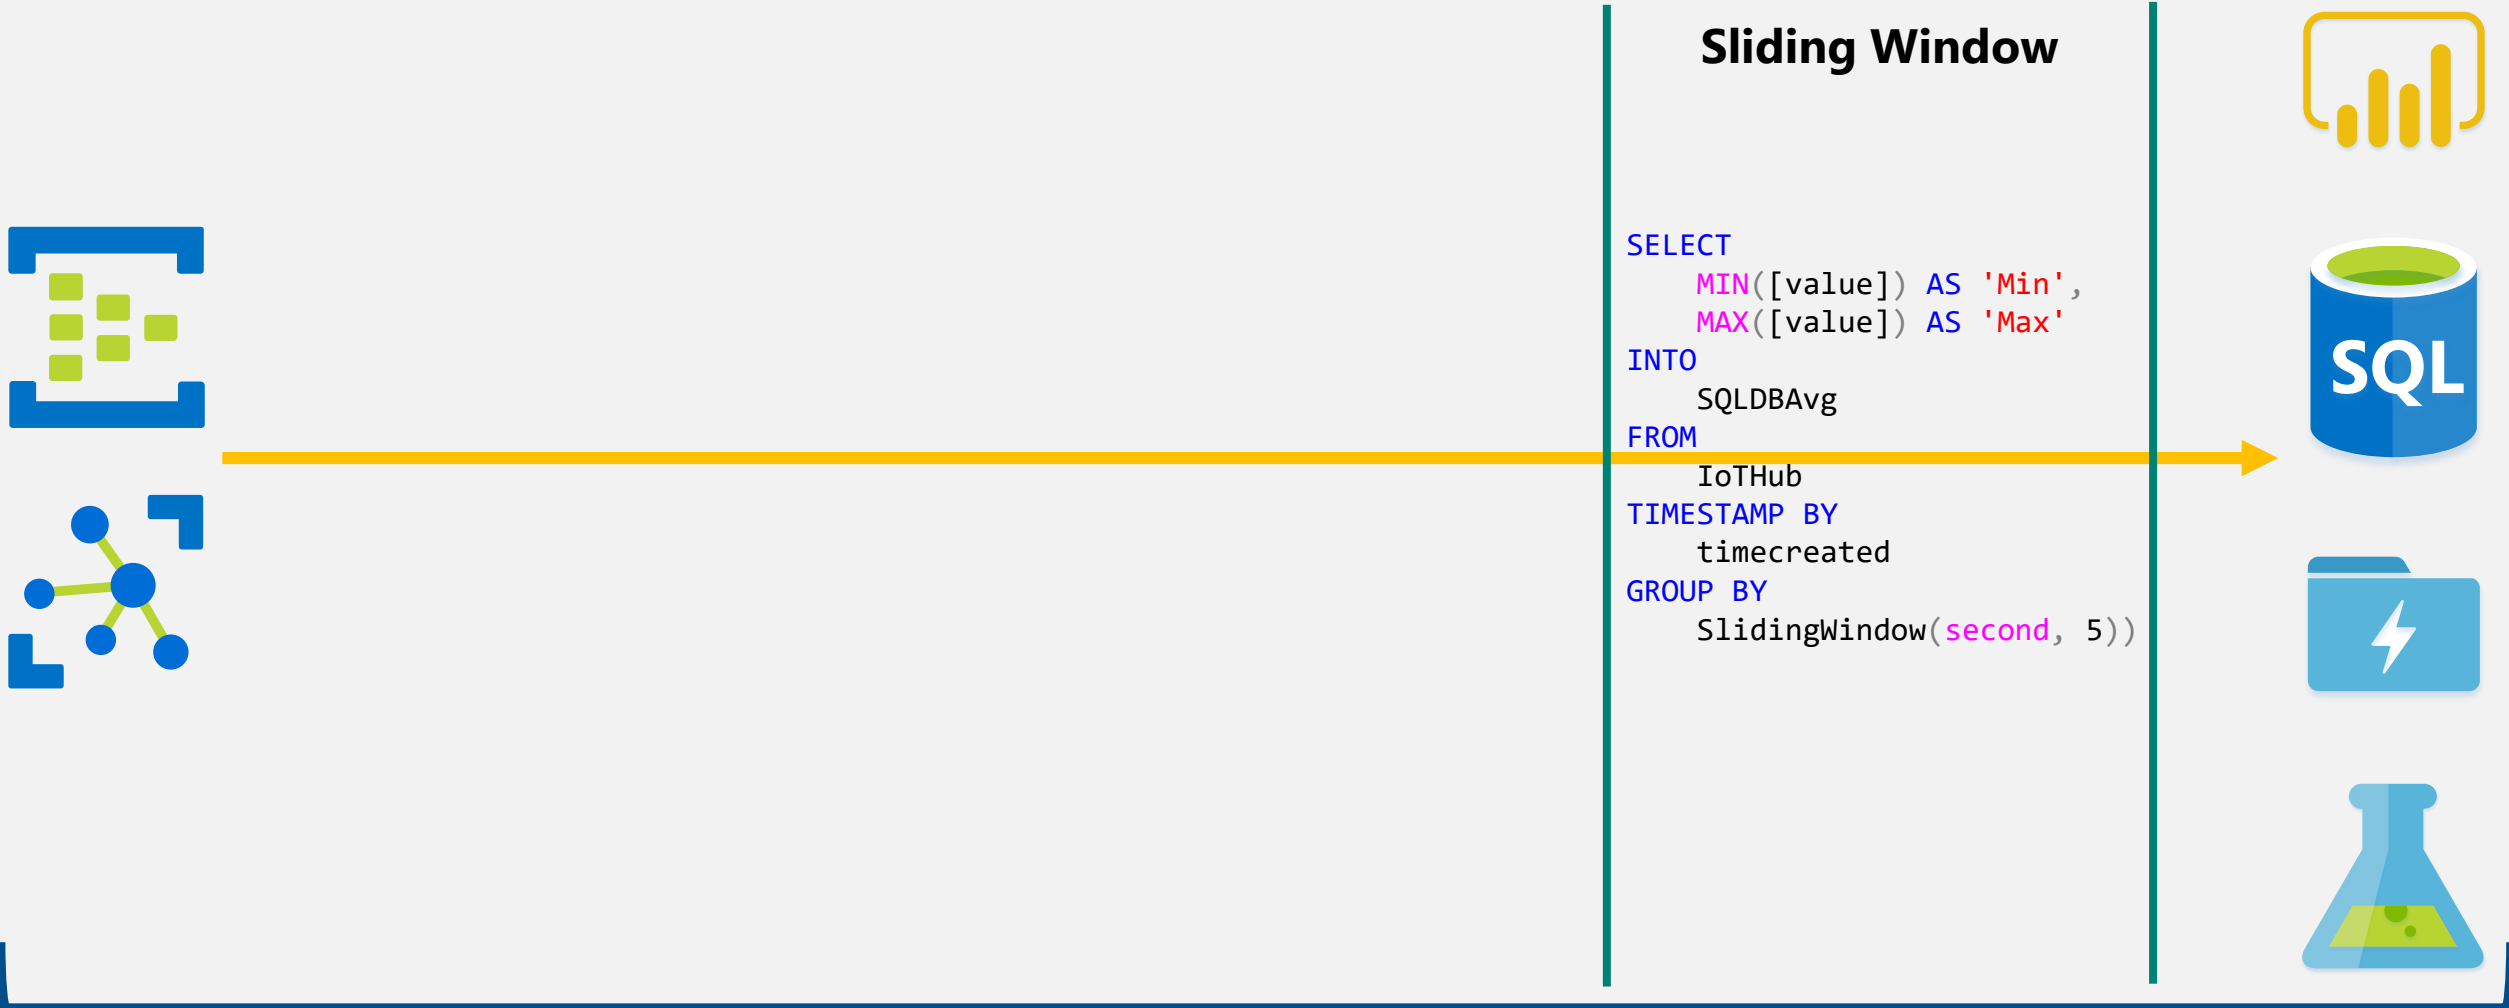 Sliding Window
SELECT
MIN([value]) AS 'Min',
MAX([value]) AS 'Max'
INTO
SQLDBAvg
FROM
IoTHub
TIMESTAMP BY
timecreated
GROUP BY
SlidingWindow(second, 5))
SQL